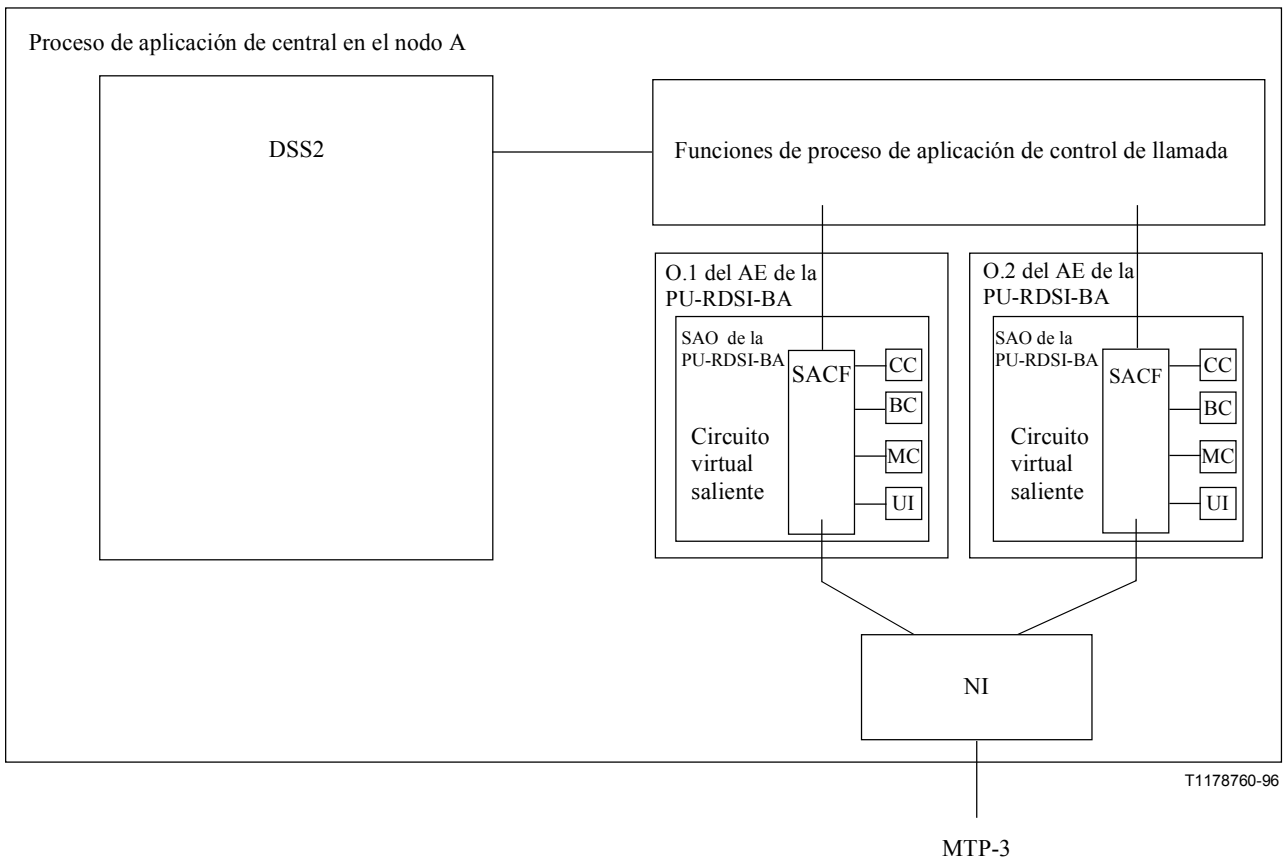 Proceso de aplicación de central en el nodo A
DSS2
Funciones de proceso de aplicación de control de llamada
O.1 del AE de la
PU-RDSI-BA
SAO de la
PU-RDSI-BA
SACF
CC
BC
MC
UI
Circuito
virtual
saliente
O.2 del AE de la
PU-RDSI-BA
SAO de la
PU-RDSI-BA
SACF
CC
BC
MC
UI
Circuito
virtual
saliente
NI
T1178760-96
MTP-3